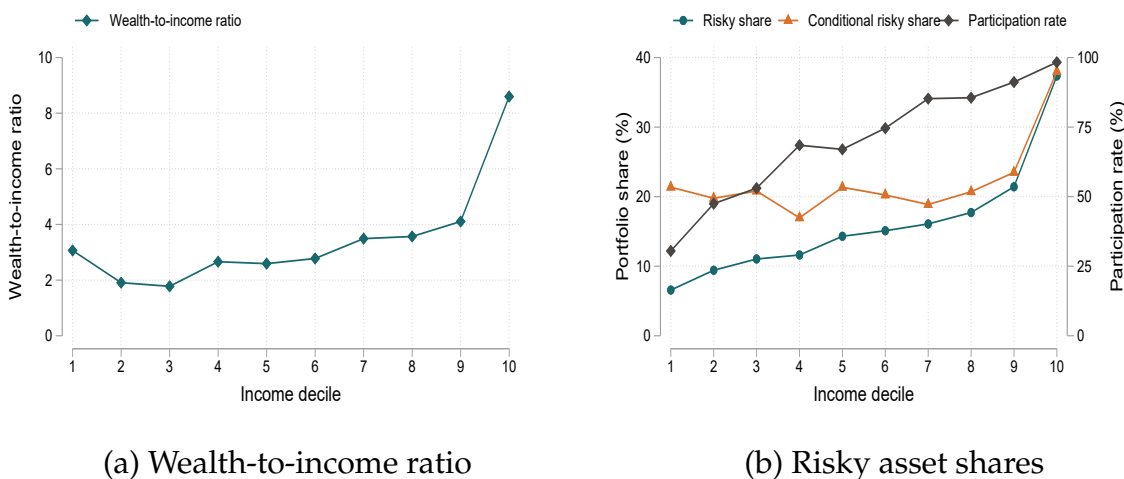 Wealth-to-income ratio
10
8
6
4
2
0
Wealth-to-income ratio
1 2 3 4 5 6 7 8 9 10
Income decile
(a) Wealth-to-income ratio
Risky share Conditional risky share Participation rate
40
30
20
10
0
Portfolio share (%)
100
75
50
25
0
Participation rate (%)
1 2 3 4 5 6 7 8 9 10
Income decile
(b) Risky asset shares